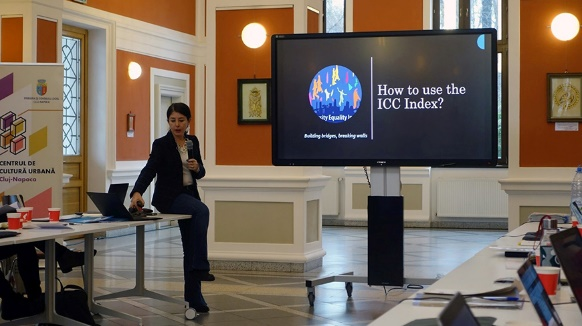 CENTRUL DE
CULTURĂ URBANĂ
Cluj-Napoca
How to use the
ICC Index?
Building bridges, breaking walls